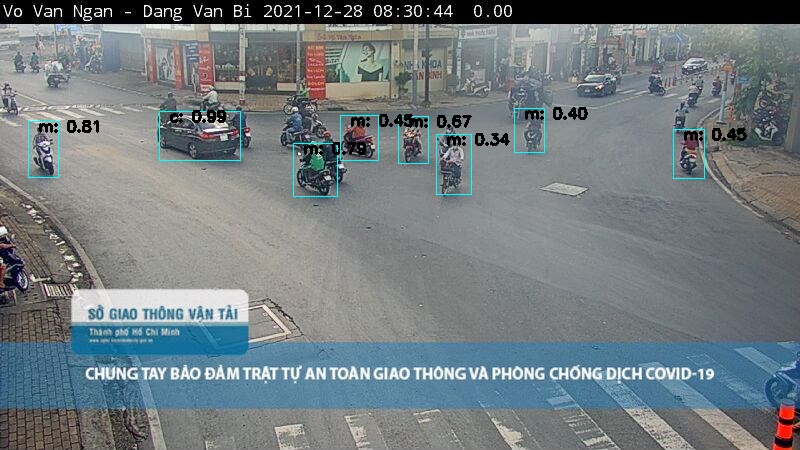 Vo Van Ngan - Dang Van Bi 2021-12-28 08:30:44 0.00
NHA KHOA
m: 0.81
c: 0.99
m: 0.79
m: 0.45
m: 0.67
m: 0.34
m: 0.40
m: 0.45
SỞ GIAO THÔNG VẬN TẢI
Thành phố Hồ Chí Minh
CHUNG TAY BẢO ĐẢM TRẬT TỰ AN TOÀN GIAO THÔNG VÀ PHÒNG CHỐNG DỊCH COVID-19